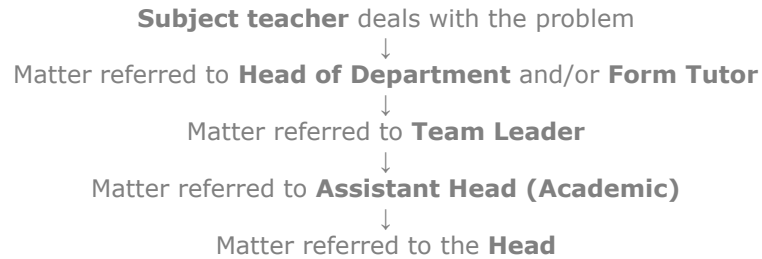 Subject teacher deals with the problem
↓
Matter referred to Head of Department and/or Form Tutor
↓
Matter referred to Team Leader
↓
Matter referred to Assistant Head (Academic)
↓
Matter referred to the Head